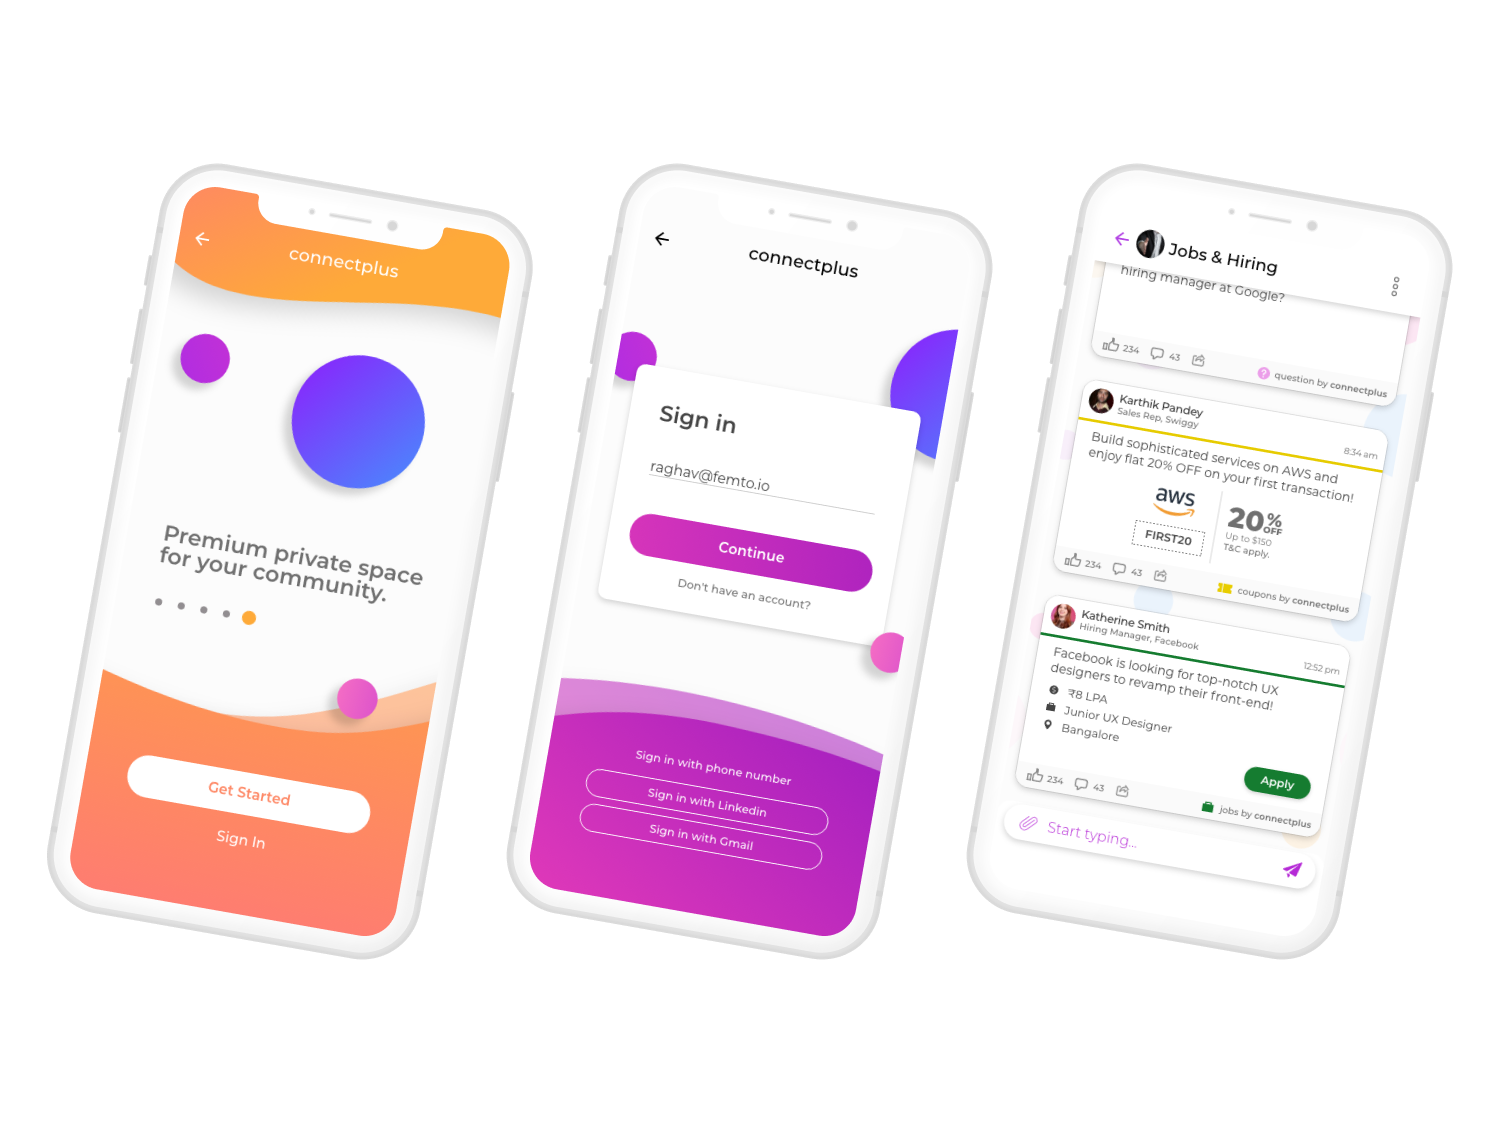 connectplus
Premium private space
for your community.
Get Started
Sign In
connectplus
Sign in
raghav@femto.io
Continue
Don't have an account?
Sign in with phone number
Sign in with Linkedin
Sign in with Gmail
Jobs & Hiring
hiring manager at Google?
234 43 question by connectplus
Karthik Pandey
Sales Rep, Swiggy
8:34 am
Build sophisticated services on AWS and
enjoy flat 20% OFF on your first transaction!
aws
FIRST20
20% OFF
Up to $150
T&C apply.
234 43 coupons by connectplus
Katherine Smith
Hiring Manager, Facebook
12:52 pm
Facebook is looking for top-notch UX
designers to revamp their front-end!
₹8 LPA
Junior UX Designer
Bangalore
Apply
234 43 jobs by connectplus
Start typing...